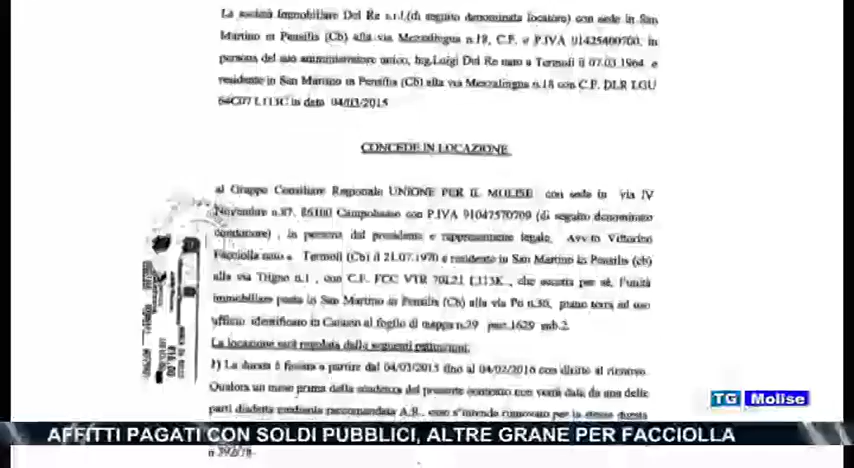 La società Immobiliare Del Re s.r.l.(di seguito denominata locatore) con sede in San
Martino in Pensilis (Cb) alla via Mezzalingua n.18, C.F. e P.IVA 01425400700, in
persona del suo amministratore unico, Ing.Luigi Del Re nato a Termoli il 07.03.1964 e
residente in San Martino in Pensilis (Cb) alla via Mezzalingua n.18 con C.F. DLR LGU
64C07 L113C in data 04/03/2015
CONCEDE IN LOCAZIONE
al Gruppo Consiliare Regionale UNIONE PER IL MOLISE con sede in via IV
Novembre n.87, 86100 Campobasso con P.IVA 91047570709 (di seguito denominato
conduttore) , in persona del presidente e rappresentante legale, Avv.to Vittorino
Facciolla nato a Termoli (Cb) il 21.07.1970 e residente in San Martino in Pensilis (cb)
alla via Tirgno n.1 , con C.F. FCC VTR 70L21 L113K , che accetta per sé, l'unità
immobiliare posta in San Martino in Pensilis (Cb) alla via Po n.50, piano terra ad uso
ufficio identificato in Catasto al foglio di mappa n.29 part.1629 sub.2
La locazione sarà regolata dalle seguenti pattuizioni:
1) La durata è fissata a partire dal 04/03/2015 fino al 04/02/2016 con diritto al rinnovo.
Qualora un mese prima della scadenza del presente contratto non verrà data da una delle
parti disdetta mediante raccomandata A.R., esso s'intende rinnovato per la stessa durata
n 392/78
TG Molise
AFFITTI PAGATI CON SOLDI PUBBLICI, ALTRE GRANE PER FACCIOLLA